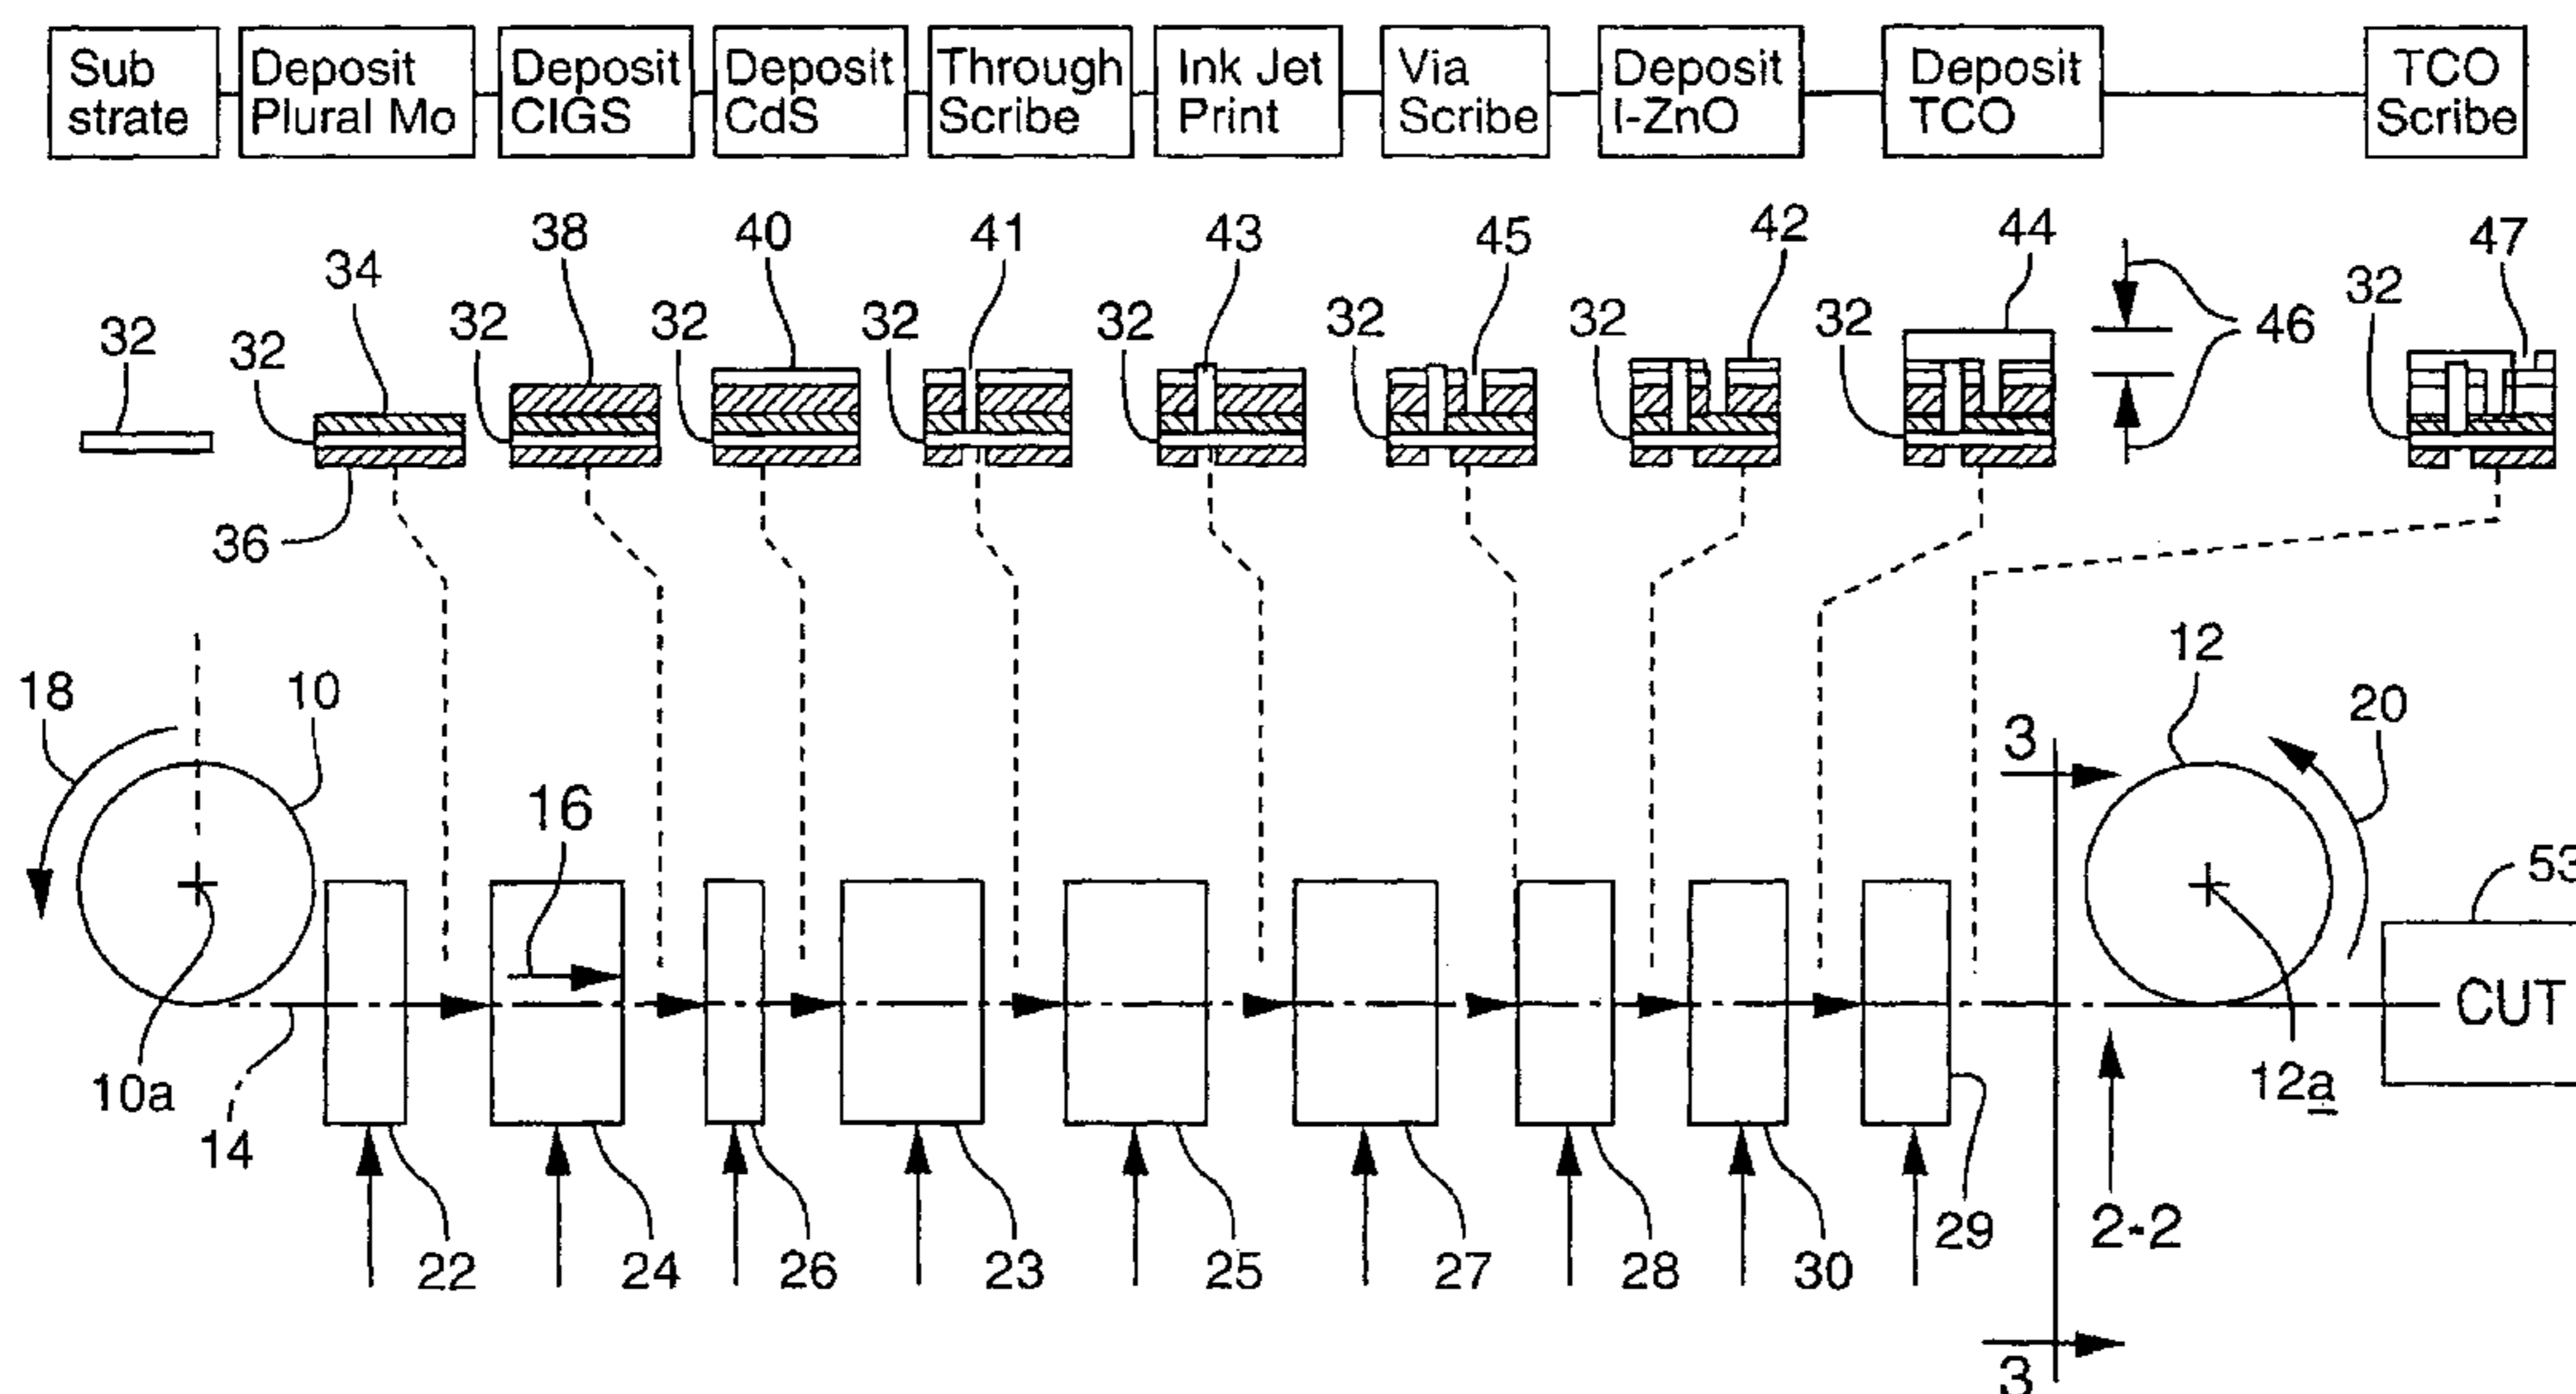 Sub
strate
Deposit
Plural Mo
Deposit
CIGS
Deposit
CdS
Through
Scribe
Ink Jet
Print
Via
Scribe
Deposit
I-ZnO
Deposit
TCO
TCO
Scribe
38
40
41
43
45
42
44
47
34
32
32
32
32
32
32
32
32
32
32
46
36
18
10
16
12
3
20
53
CUT
10a
14
12a
22
24
26
23
25
27
28
30
29
2-2
3